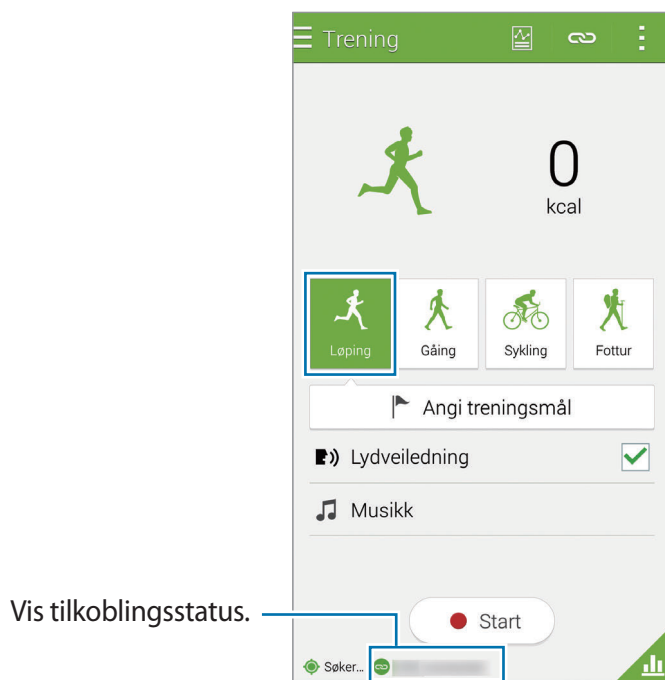 Trening
0
kcal
Løping Gåing Sykling Fottur
Angi treningsmål
Lydveiledning
Musikk
Vis tilkoblingsstatus.
Start
Søker...